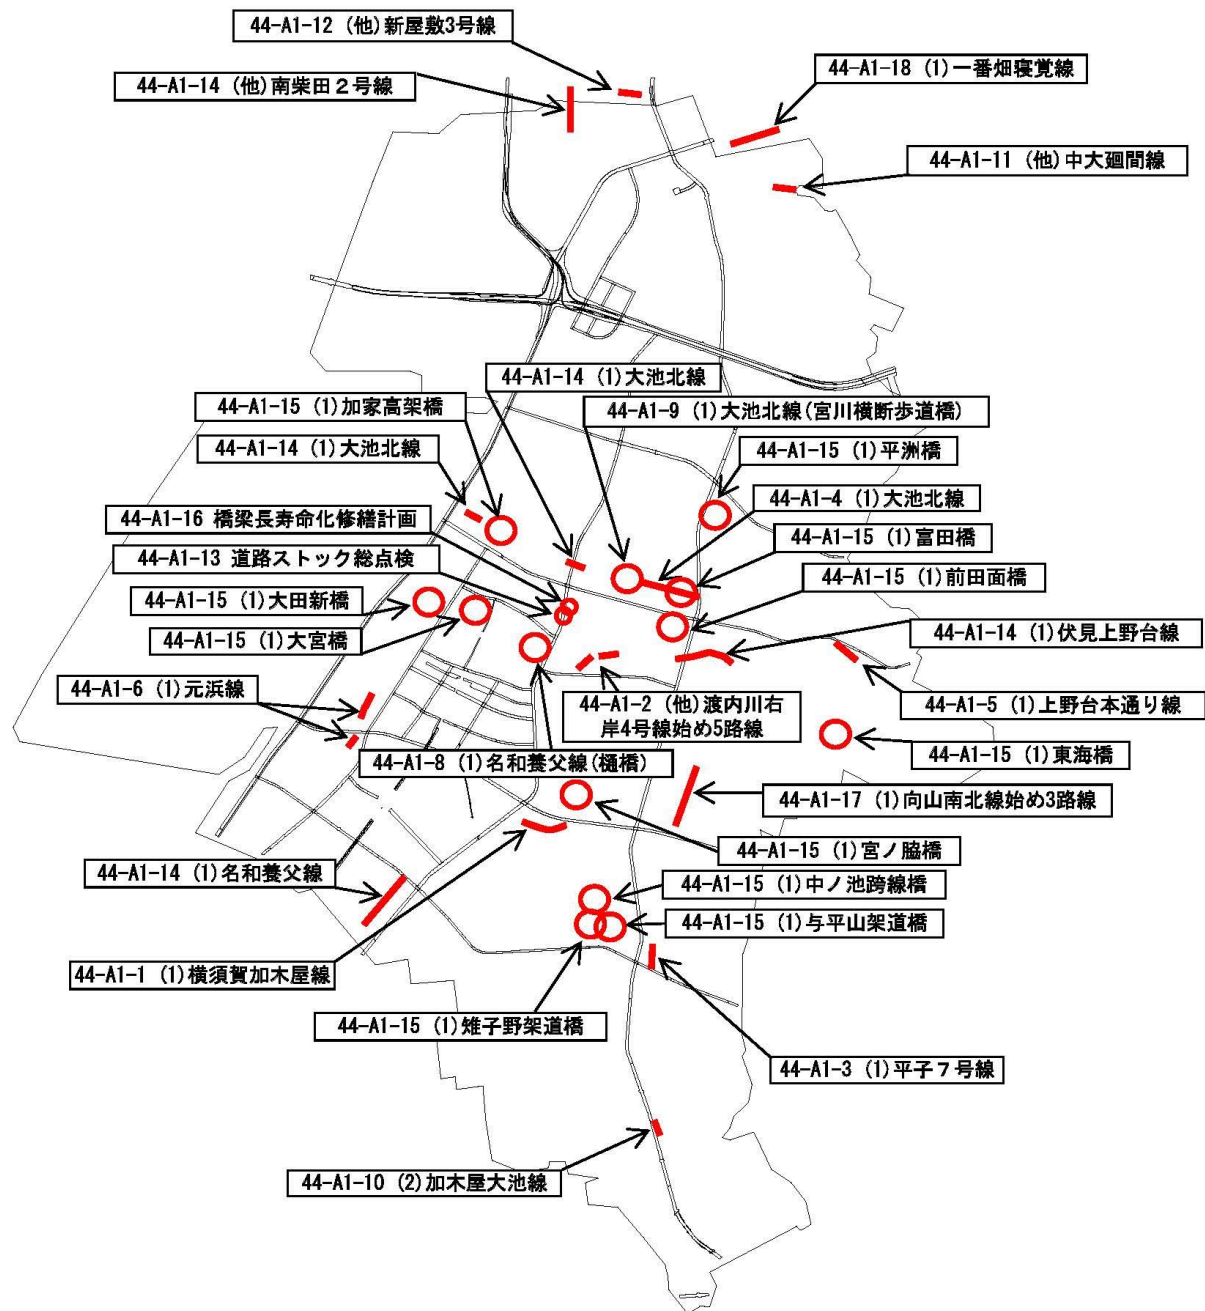 44-A1-12 (他)新屋敷3号線
44-A1-14 (他)南柴田２号線
44-A1-18 (1)一番畑寝覚線
44-A1-11 (他)中大廻間線
44-A1-14 (1)大池北線
44-A1-15 (1)加家高架橋
44-A1-9 (1)大池北線(宮川横断歩道橋)
44-A1-14 (1)大池北線
44-A1-15 (1)平洲橋
44-A1-4 (1)大池北線
44-A1-16 橋梁長寿命化修繕計画
44-A1-15 (1)富田橋
44-A1-13 道路ストック総点検
44-A1-15 (1)前田面橋
44-A1-15 (1)大田新橋
44-A1-15 (1)大宮橋
44-A1-14 (1)伏見上野台線
44-A1-6 (1)元浜線
44-A1-2 (他)渡内川右
岸4号線始め5路線
44-A1-5 (1)上野台本通り線
44-A1-15 (1)東海橋
44-A1-8 (1)名和養父線(樋橋)
44-A1-17 (1)向山南北線始め3路線
44-A1-15 (1)宮ノ脇橋
44-A1-14 (1)名和養父線
44-A1-15 (1)中ノ池跨線橋
44-A1-15 (1)与平山架道橋
44-A1-1 (1)横須賀加木屋線
44-A1-15 (1)雉子野架道橋
44-A1-3 (1)平子７号線
44-A1-10 (2)加木屋大池線